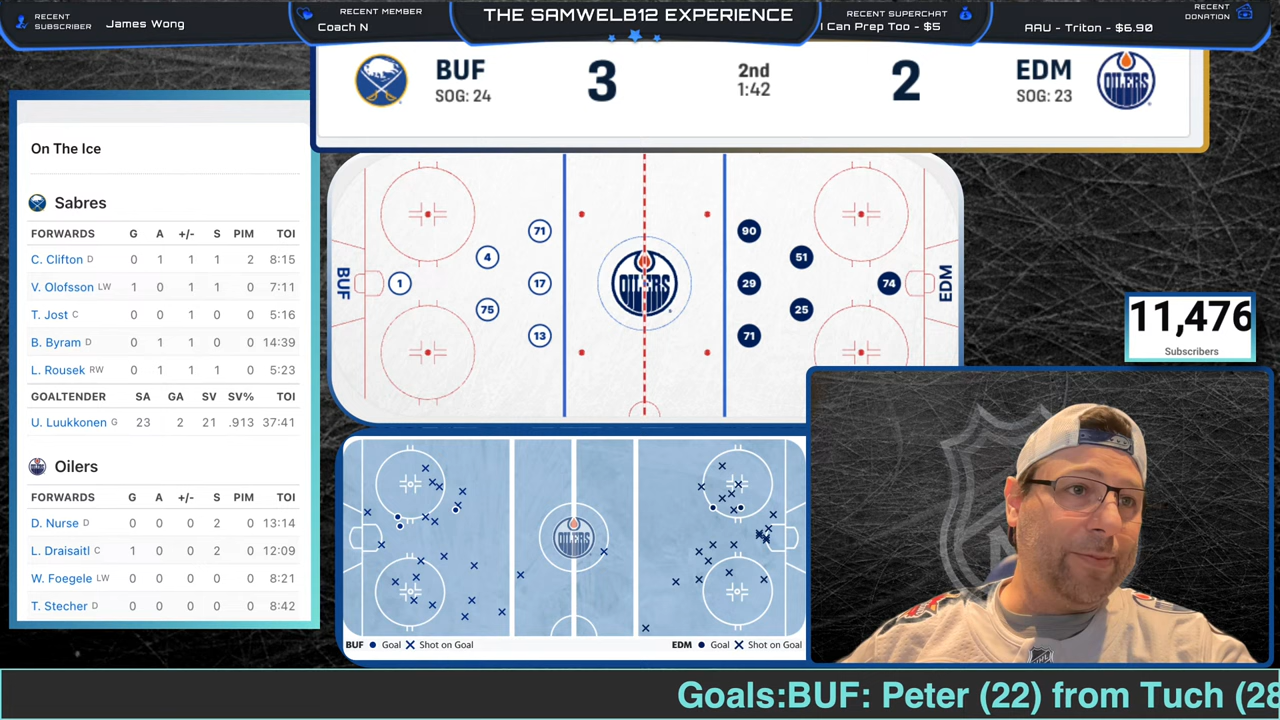 RECENT
SUBSCRIBER
James Wong
RECENT MEMBER
Coach N
THE SAMWELB12 EXPERIENCE
RECENT SUPERCHAT
I Can Prep Too - $5
RECENT
DONATION
AAU - Triton - $6.90
BUF
SOG: 24
3
2nd
1:42
2
EDM
SOG: 23
OILERS
On The Ice
Sabres
FORWARDS G A +/- S PIM TOI
C. Clifton D 0 1 1 1 2 8:15
V. Olofsson LW 1 0 1 1 0 7:11
T. Jost C 0 0 1 0 0 5:16
B. Byram D 0 1 1 0 0 14:39
L. Rousek RW 0 1 1 1 0 5:23
GOALTENDER SA GA SV SV% TOI
U. Luukkonen G 23 2 21 .913 37:41
Oilers
FORWARDS G A +/- S PIM TOI
D. Nurse D 0 0 0 2 0 13:14
L. Draisaitl C 1 0 0 2 0 12:09
W. Foegele LW 0 0 0 0 0 8:21
T. Stecher D 0 0 0 0 0 8:42
BUF
1
4
75
71
17
13
OILERS
90
29
71
51
25
74
EDM
11,476
Subscribers
OILERS
BUF Goal Shot on Goal
EDM Goal Shot on Goal
NHL
Goals:BUF: Peter (22) from Tuch (28